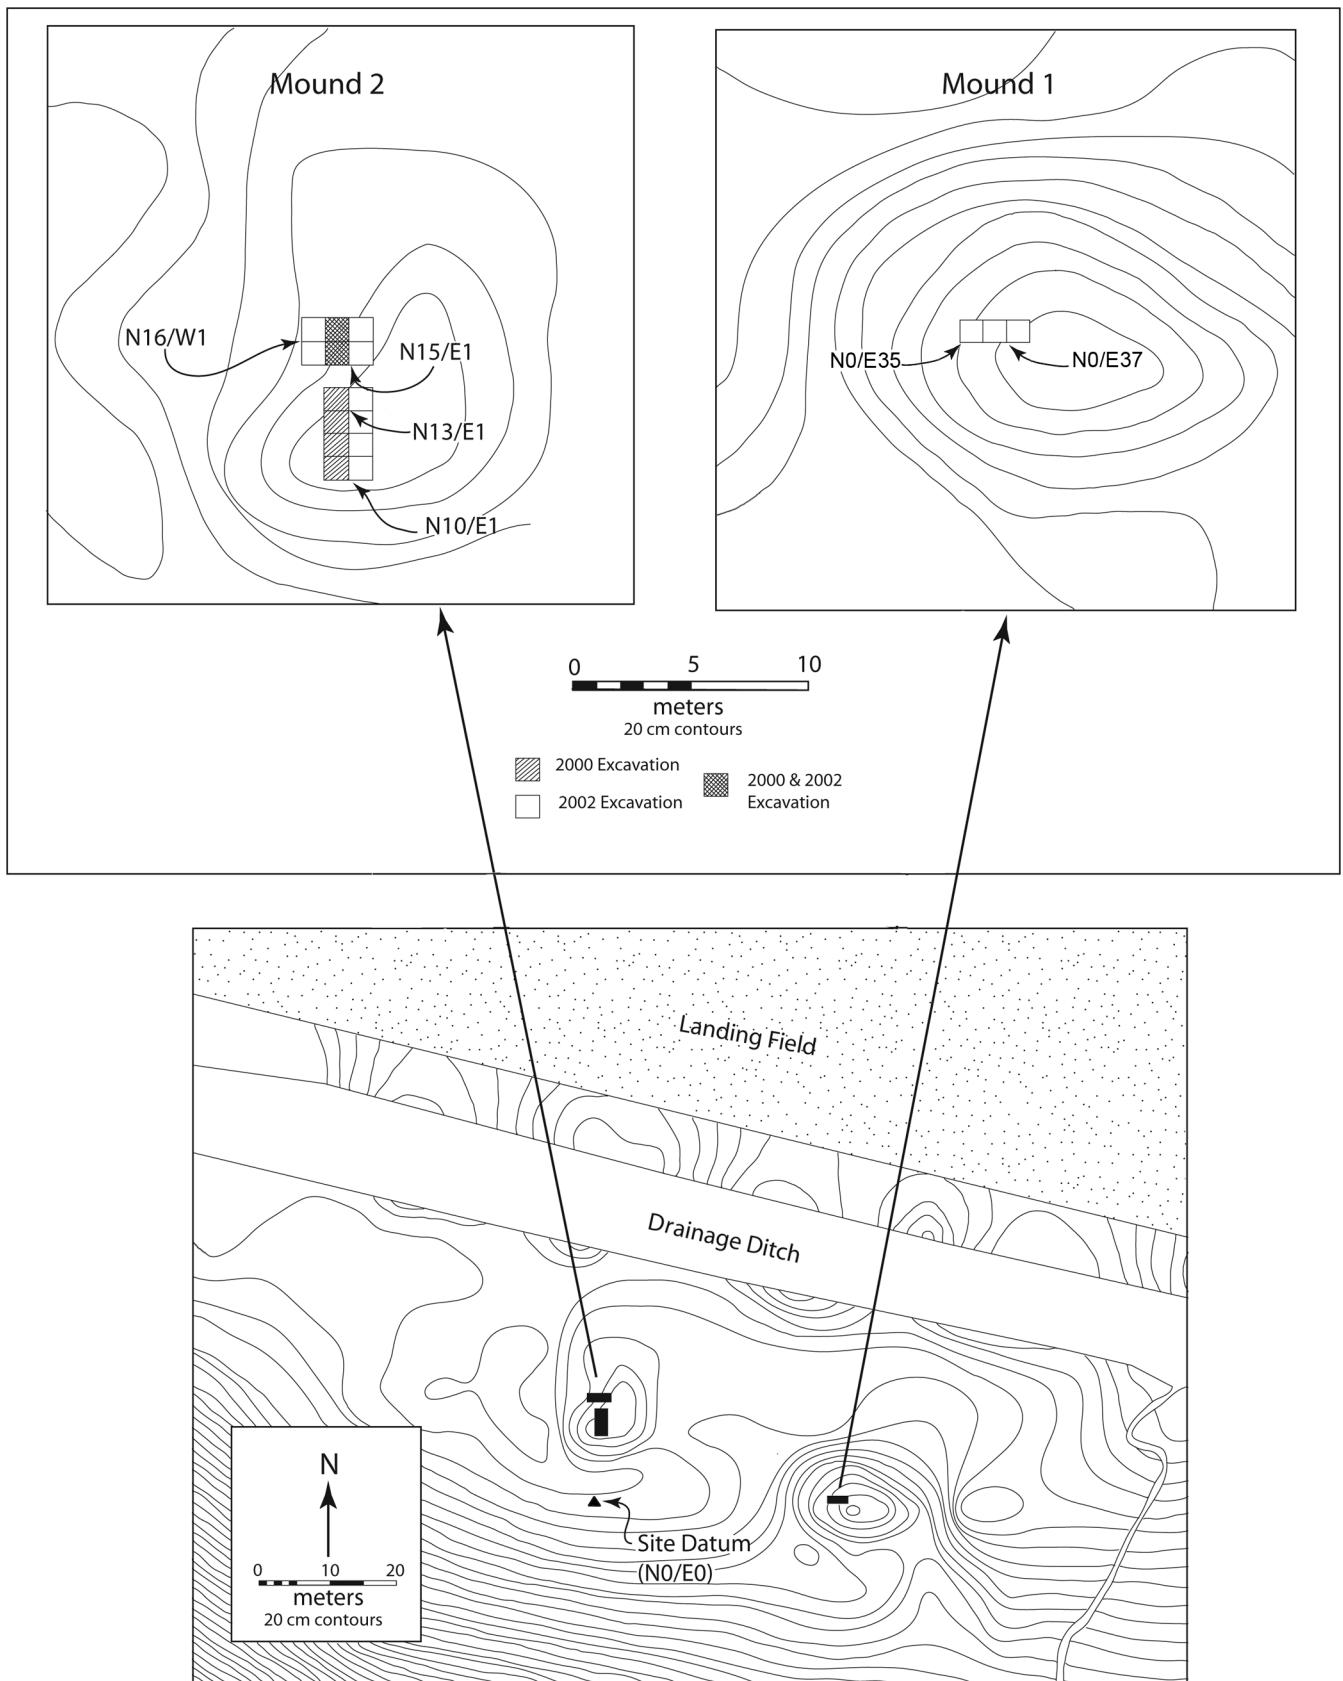 Mound 2
Mound 1
N16/W1
N15/E1
N0/E35
N0/E37
N13/E1
N10/E1
0 5 10
meters
20 cm contours
2000 Excavation
2002 Excavation
2000 & 2002
Excavation
Landing Field
Drainage Ditch
N
Site Datum
(N0/E0)
0 10 20
meters
20 cm contours